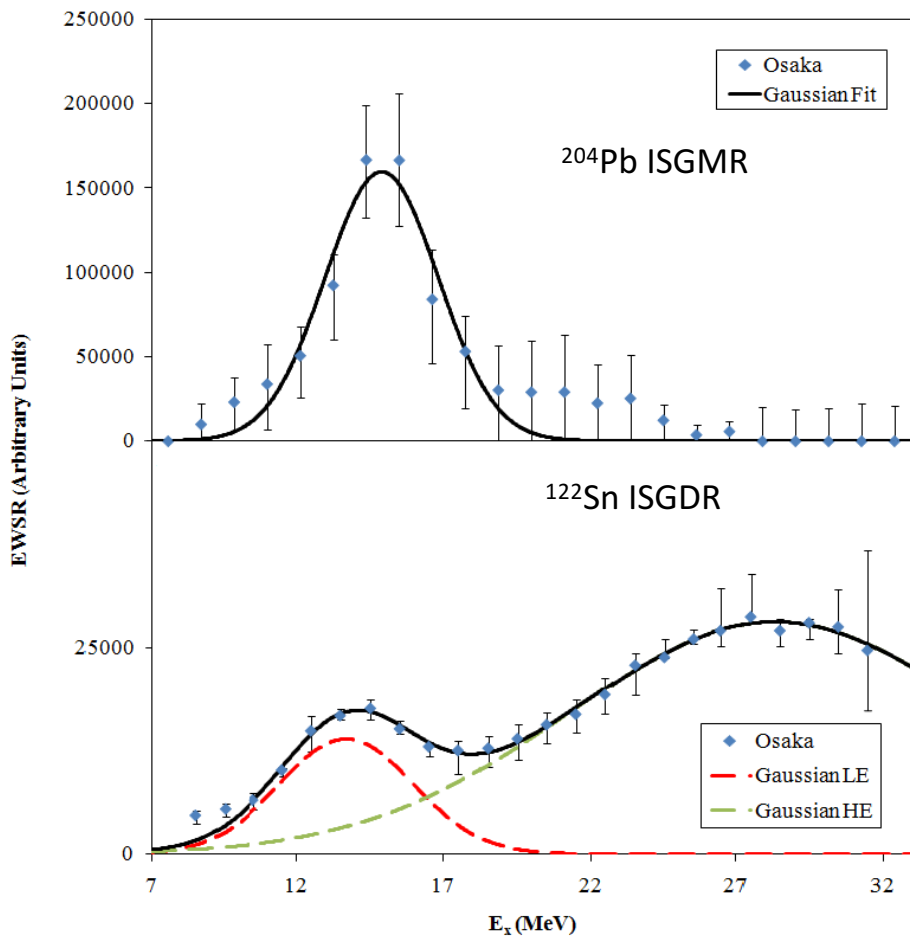 250000
200000
150000
100000
50000
0
Osaka
Gaussian Fit
²⁰⁴Pb ISGMR
EWSR (Arbitrary Units)
¹²²Sn ISGDR
25000
0
Osaka
Gaussian LE
Gaussian HE
7 12 17 22 27 32
Eₓ (MeV)